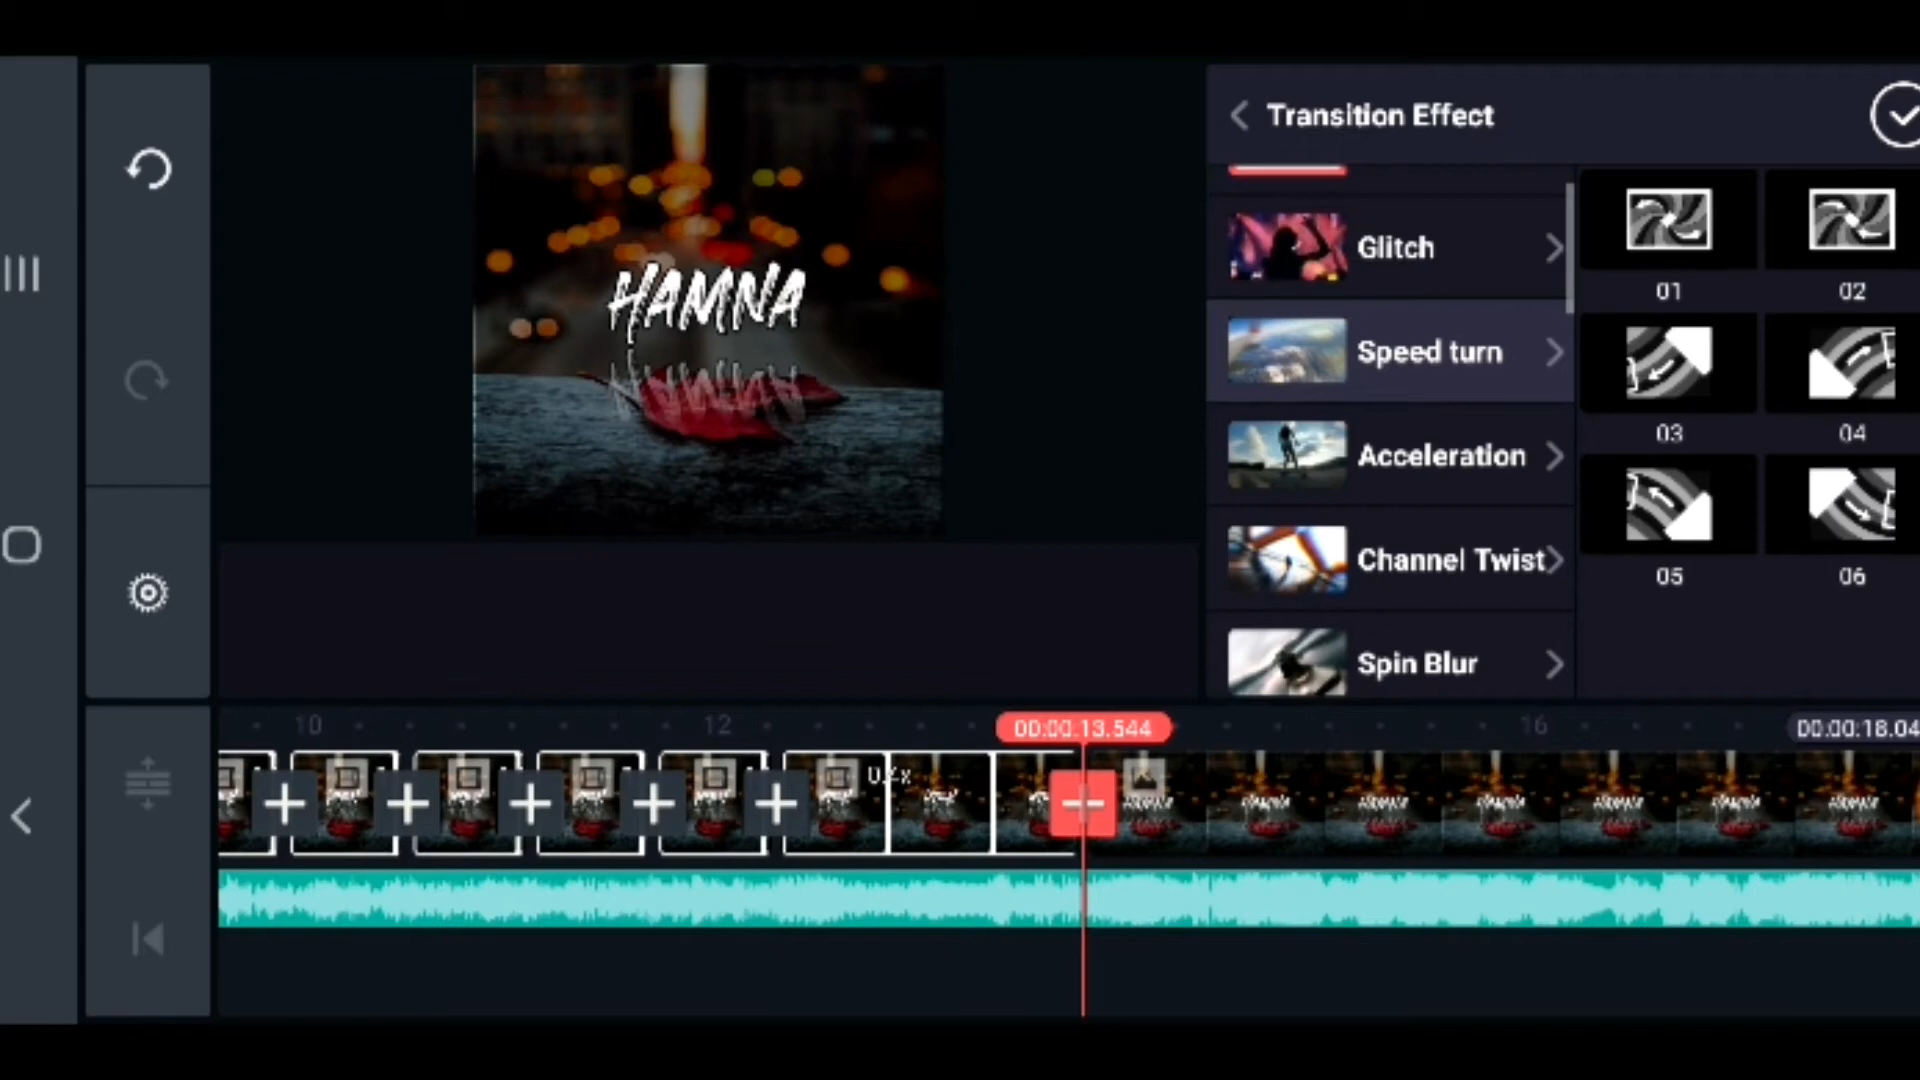 Transition Effect
HAMNA
Glitch
Speed turn
Acceleration
Channel Twist
Spin Blur
01
02
03
04
05
06
10
12
00:00:13.544
16
00:00:18.04